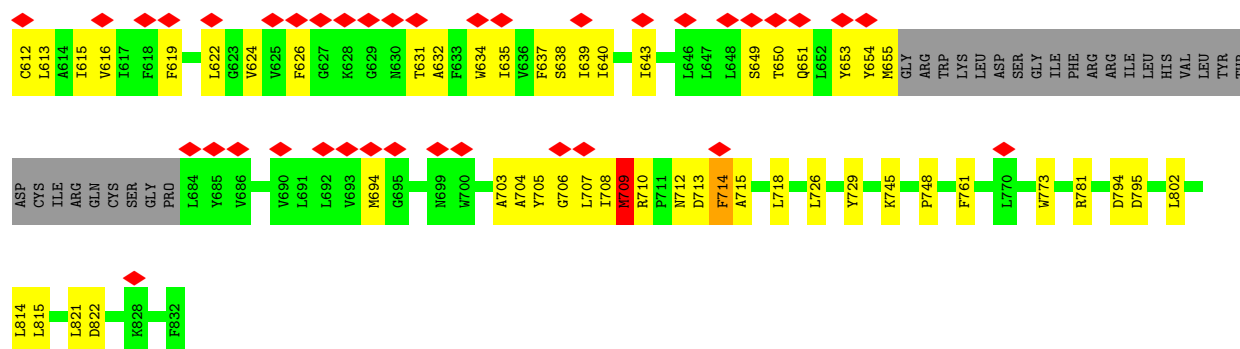 C612 L613 A614 I615 V616 I617 F618 F619 L622 G623 V624 V625 F626 G627 K628 G629 N630 T631 A632 F633 W634 I635 V636 F637 S638 I639 I640 I643 L646 L647 L648 S649 T650 Q651 L652 Y653 Y654 M655 GLY ARG TRP LYS LEU ASP SER GLY ILE PHE ARG ARG ILE LEU HIS VAL LEU TYR
ASP CYS ILE ARG GLN CYS SER GLY PRO L684 Y685 V686 V690 L691 L692 V693 M694 G695 N699 W700 A703 A704 Y705 G706 L707 I708 M709 R710 P711 N712 D713 F714 A715 L718 L726 Y729 K745 P748 F761 L770 W773 R781 D794 D795 L802
L814 L815 L821 D822 K828 F832